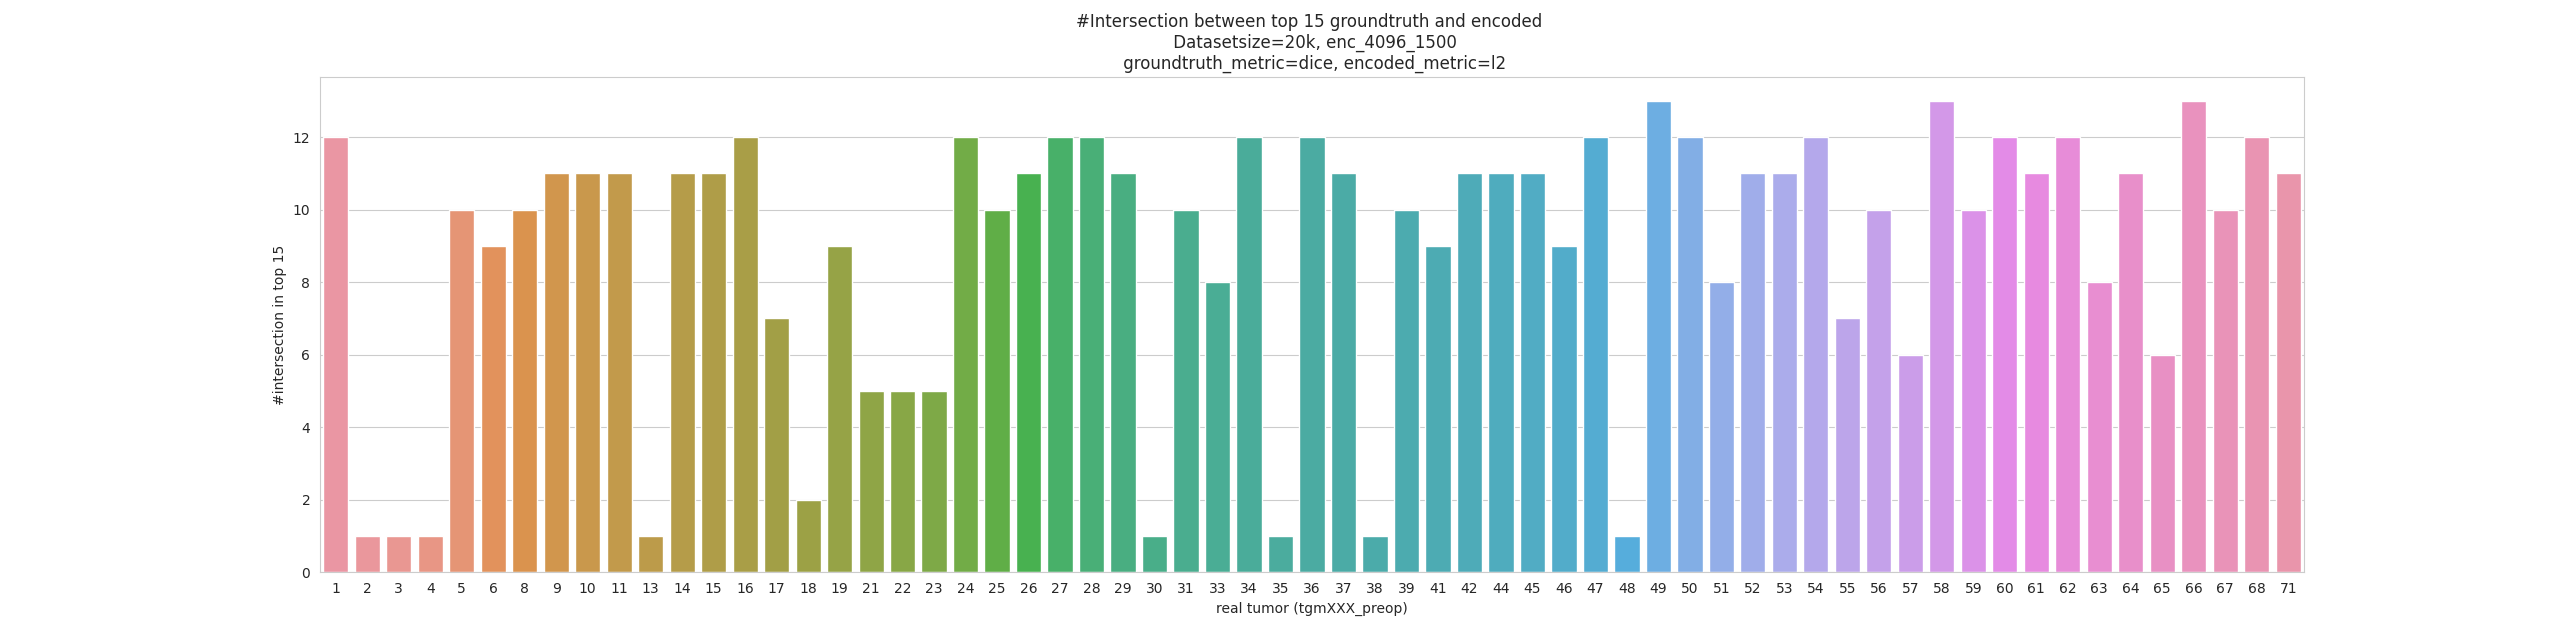 #Intersection between top 15 groundtruth and encoded
Datasetsize=20k, enc_4096_1500
groundtruth_metric=dice, encoded_metric=l2
#intersection in top 15
12
10
8
6
4
2
0
1 2 3 4 5 6 8 9 10 11 13 14 15 16 17 18 19 21 22 23 24 25 26 27 28 29 30 31 33 34 35 36 37 38 39 41 42 44 45 46 47 48 49 50 51 52 53 54 55 56 57 58 59 60 61 62 63 64 65 66 67 68 71
real tumor (tgmXXX_preop)